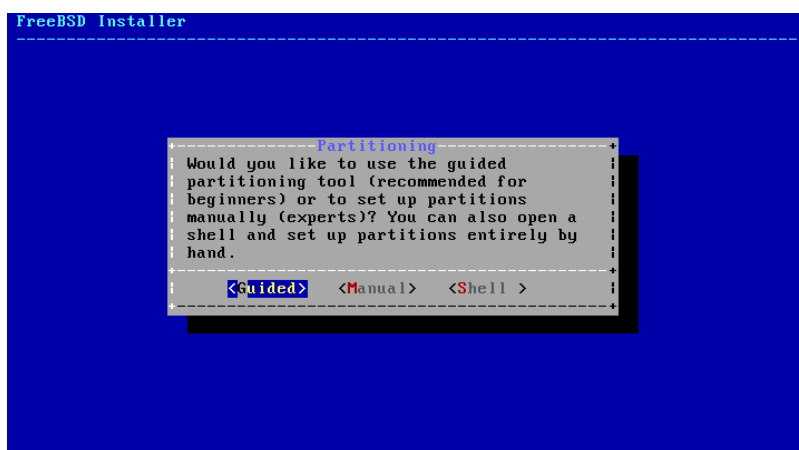 FreeBSD Installer
Partitioning
Would you like to use the guided
partitioning tool (recommended for
beginners) or to set up partitions
manually (experts)? You can also open a
shell and set up partitions entirely by
hand.
<Guided> <Manual> <Shell >